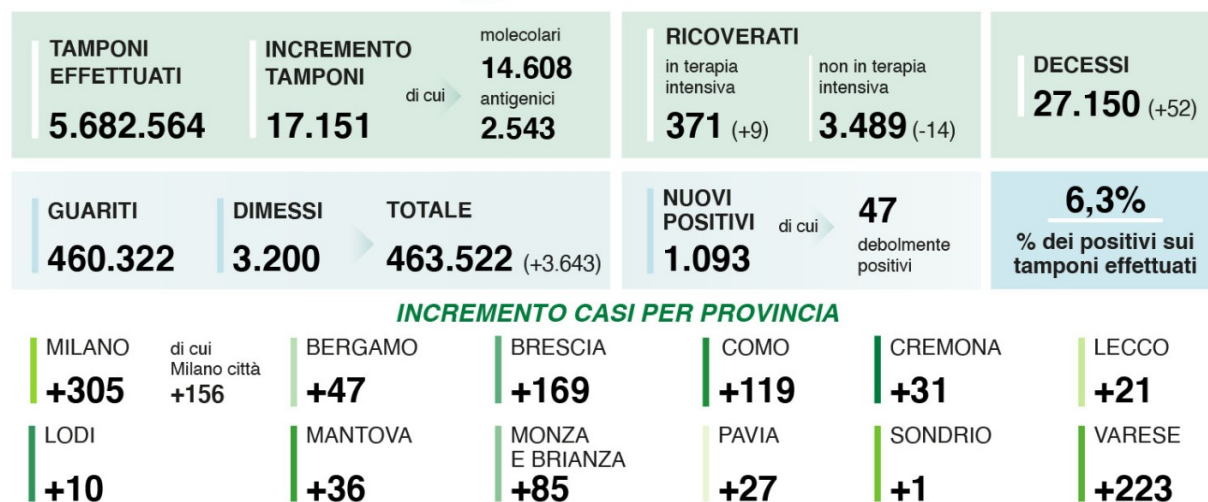 TAMPONI
EFFETTUATI
5.682.564
INCREMENTO
TAMPONI
17.151
di cui
molecolari
14.608
antigenici
2.543
RICOVERATI
in terapia
intensiva
371 (+9)
non in terapia
intensiva
3.489 (-14)
DECESSI
27.150 (+52)
GUARITI
460.322
DIMESSI
3.200
TOTALE
463.522 (+3.643)
NUOVI
POSITIVI
1.093
di cui
47
debolmente
positivi
6,3%
% dei positivi sui
tamponi effettuati
INCREMENTO CASI PER PROVINCIA
MILANO
+305
di cui
Milano città
+156
BERGAMO
+47
BRESCIA
+169
COMO
+119
CREMONA
+31
LECCO
+21
LODI
+10
MANTOVA
+36
MONZA
E BRIANZA
+85
PAVIA
+27
SONDRIO
+1
VARESE
+223